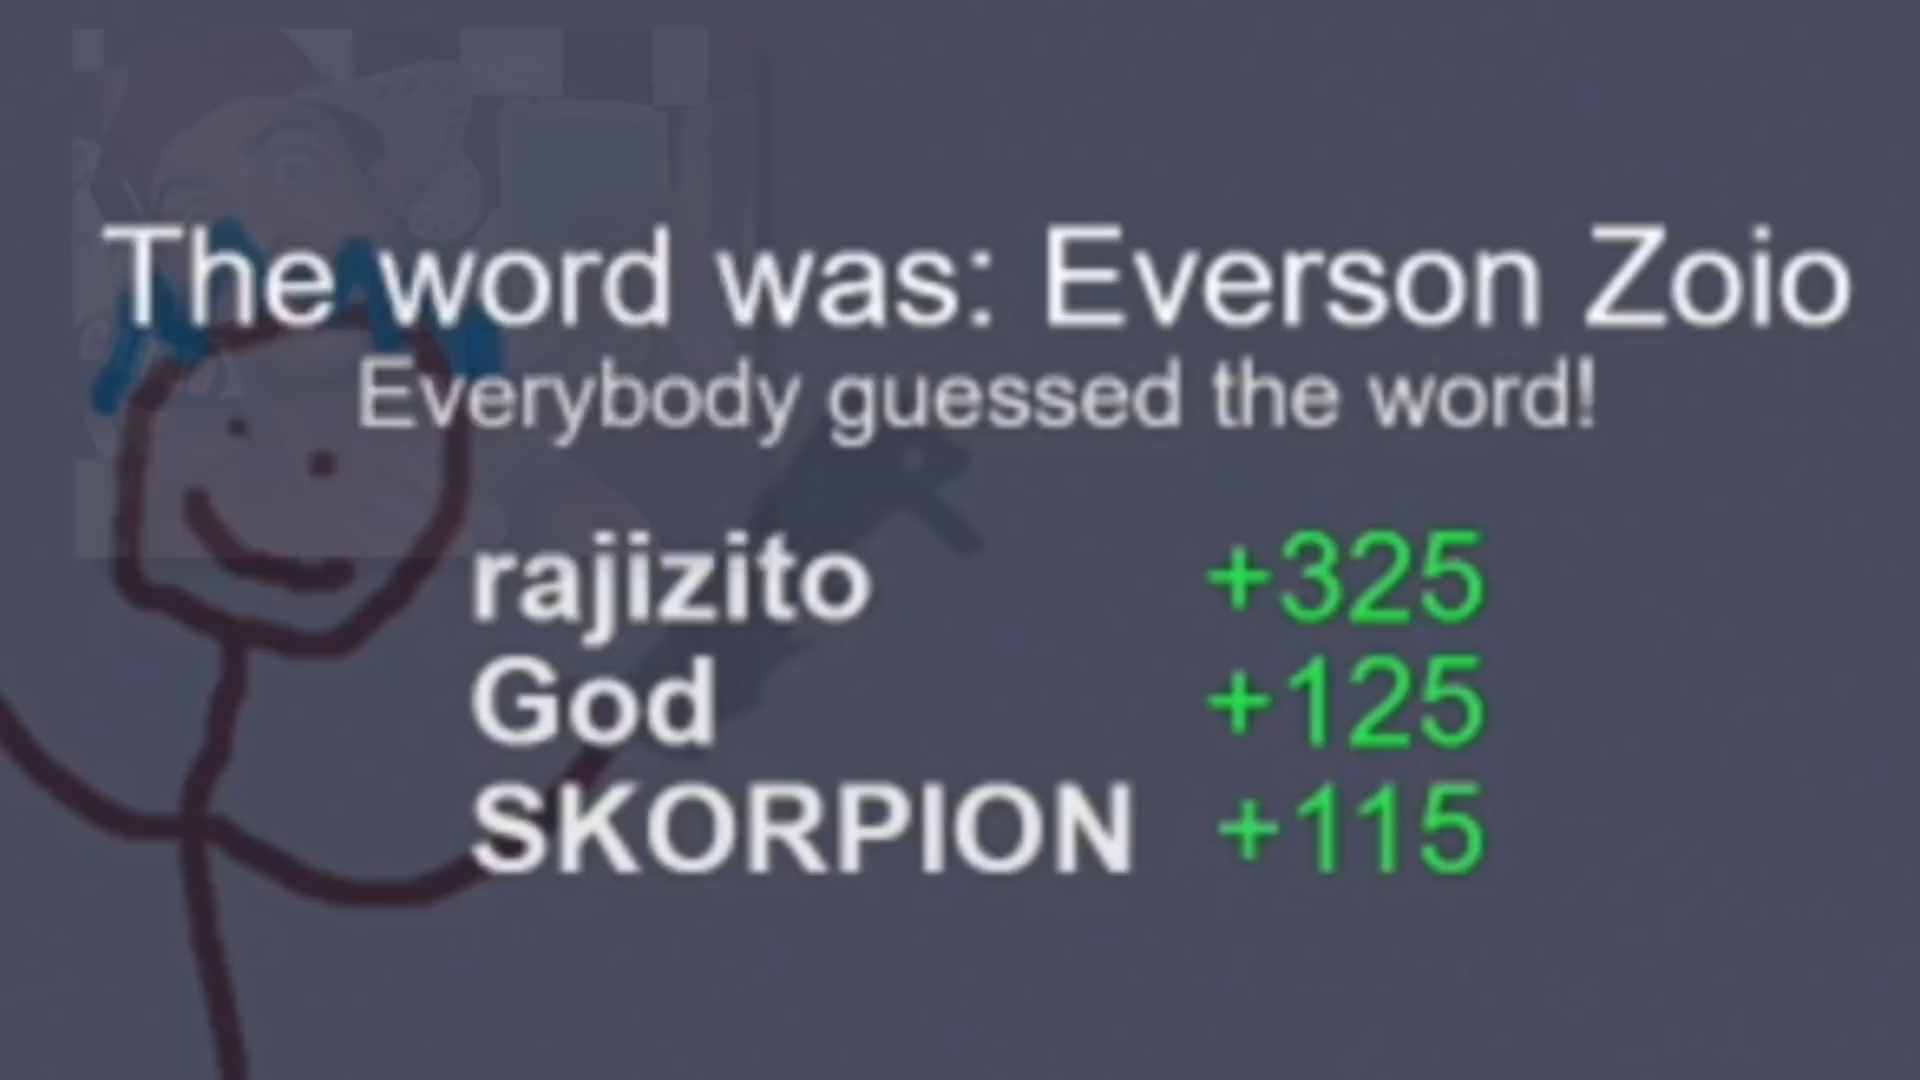 The word was: Everson Zoio
Everybody guessed the word!
rajizito +325
God +125
SKORPION +115